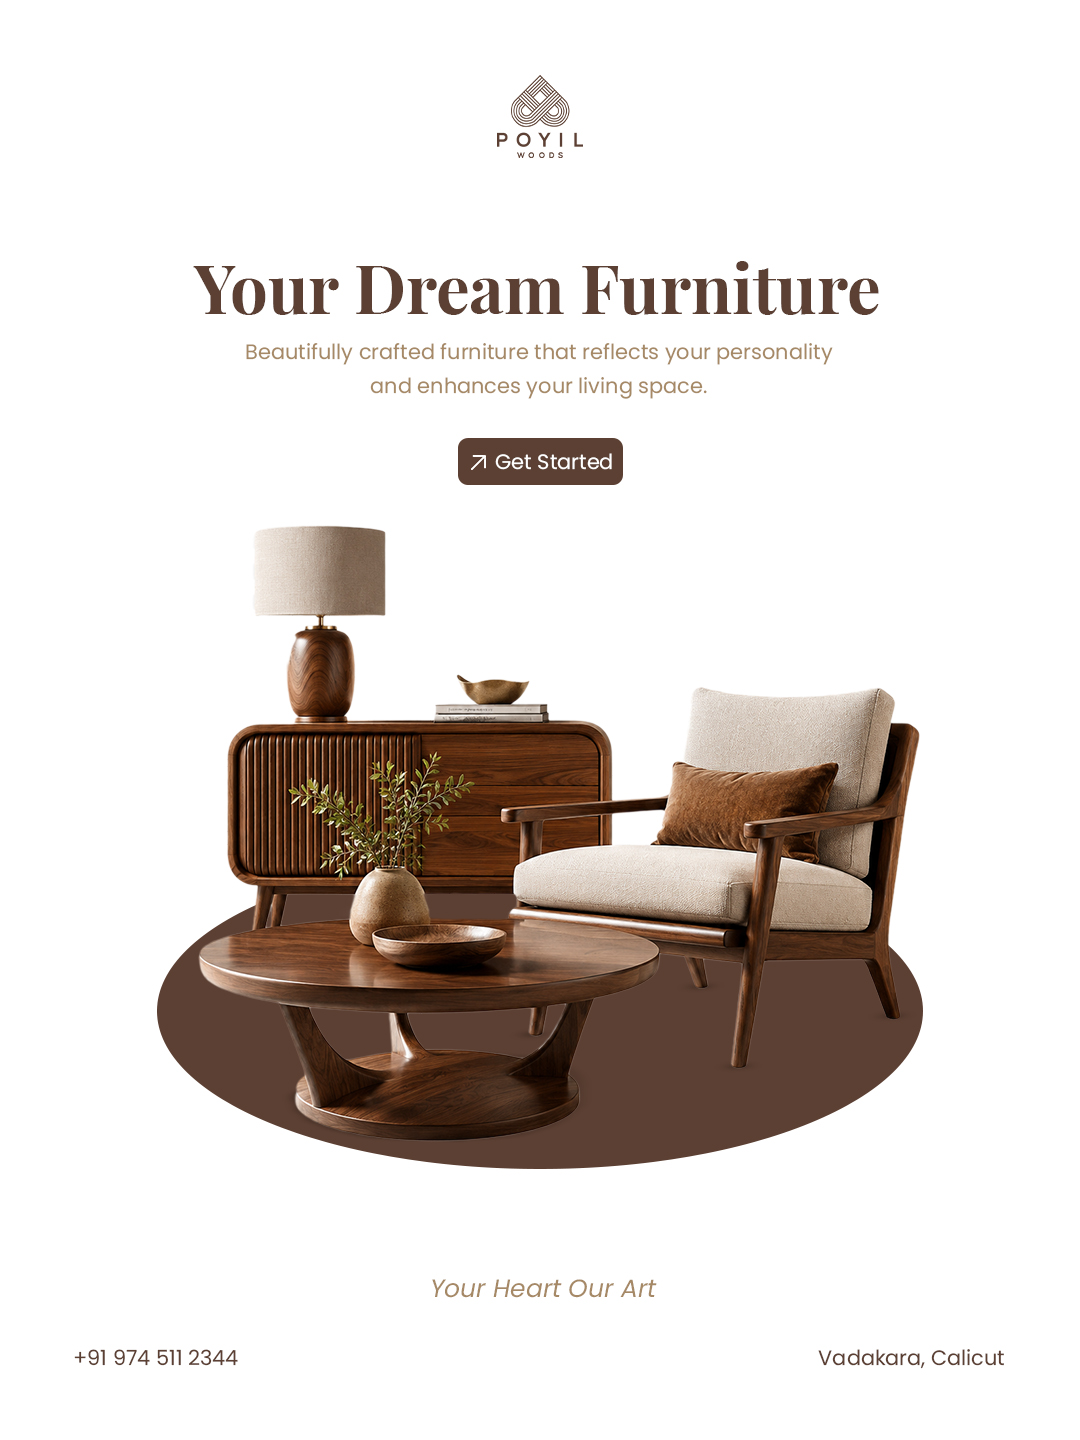 POYIL
WOODS
Your Dream Furniture
Beautifully crafted furniture that reflects your personality
and enhances your living space.
Get Started
Your Heart Our Art
+91 974 511 2344
Vadakara, Calicut